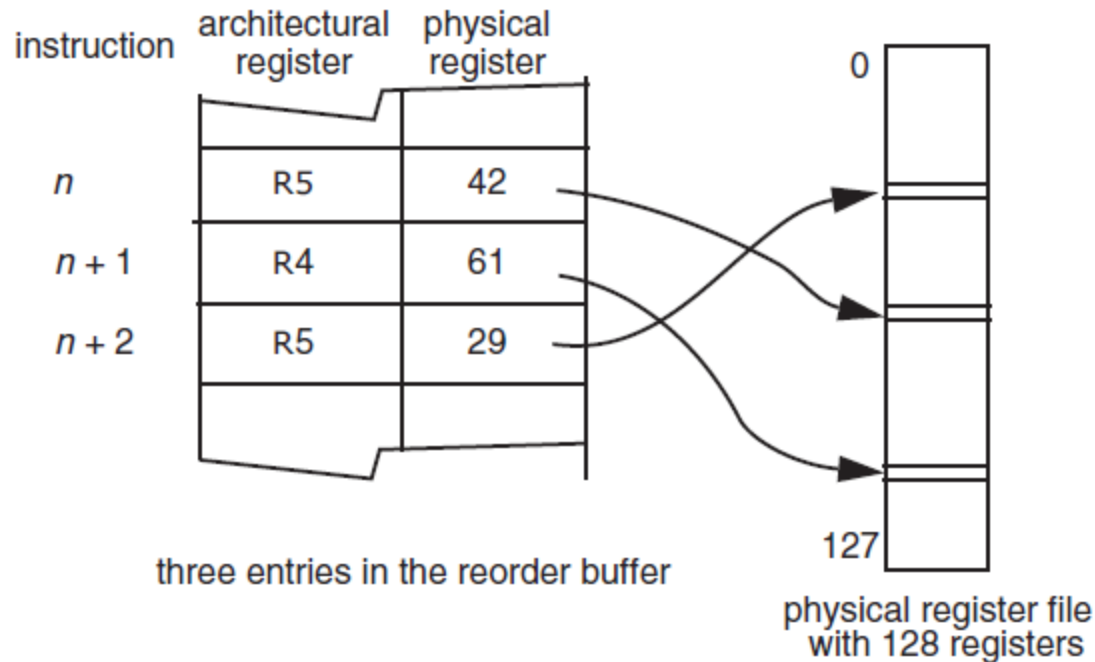 instruction
architectural
register
physical
register
n R5 42
n + 1 R4 61
n + 2 R5 29
three entries in the reorder buffer
0
127
physical register file
with 128 registers